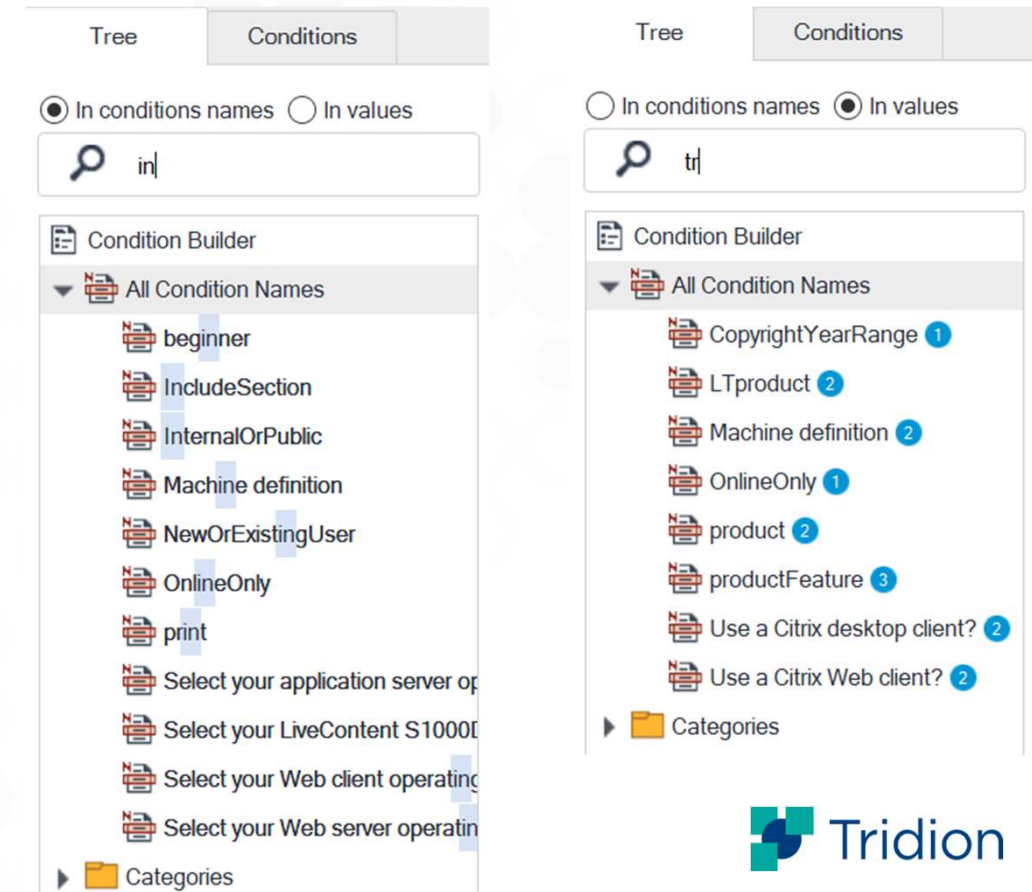 Tree Conditions
In conditions names In values
in
Condition Builder
All Condition Names
beginner
IncludeSection
InternalOrPublic
Machine definition
NewOrExistingUser
OnlineOnly
print
Select your application server op
Select your LiveContent S1000
Select your Web client operating
Select your Web server operatin
Categories
Tree Conditions
In conditions names In values
tr
Condition Builder
All Condition Names
CopyrightYearRange 1
LTproduct 2
Machine definition 2
OnlineOnly 1
product 2
productFeature 3
Use a Citrix desktop client? 2
Use a Citrix Web client? 2
Categories
Tridion